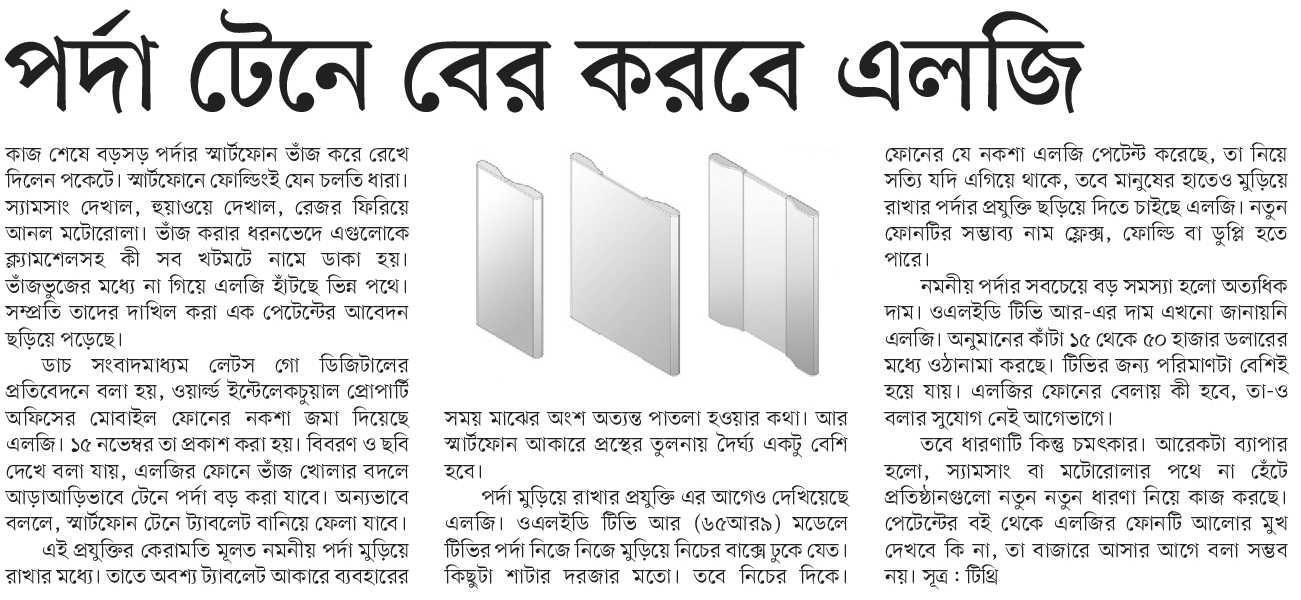 পর্দা টেনে বের করবে এলজি
কাজ শেষে বড়সড় পর্দার স্মার্টফোন ভাঁজ করে রেখে
দিলেন পকেটে। স্মার্টফোনে ফোল্ডিংই যেন চলতি ধারা।
স্যামসাং দেখাল, হুয়াওয়ে দেখাল, রেজর ফিরিয়ে
আনল মটোরোলা। ভাঁজ করার ধরনভেদে এগুলোকে
ক্ল্যামশেলসহ কী সব খটমটে নামে ডাকা হয়।
ভাঁজভুজের মধ্যে না গিয়ে এলজি হাঁটছে ভিন্ন পথে।
সম্প্রতি তাদের দাখিল করা এক পেটেন্টের আবেদন
ছড়িয়ে পড়েছে।
ডাচ সংবাদমাধ্যম লেটস গো ডিজিটালের
প্রতিবেদনে বলা হয়, ওয়ার্ল্ড ইন্টেলেকচুয়াল প্রোপার্টি
অফিসের মোবাইল ফোনের নকশা জমা দিয়েছে
এলজি। ১৫ নভেম্বর তা প্রকাশ করা হয়। বিবরণ ও ছবি
দেখে বলা যায়, এলজির ফোনে ভাঁজ খোলার বদলে
আড়াআড়িভাবে টেনে পর্দা বড় করা যাবে। অন্যভাবে
বললে, স্মার্টফোন টেনে ট্যাবলেট বানিয়ে ফেলা যাবে।
এই প্রযুক্তির কেরামতি মূলত নমনীয় পর্দা মুড়িয়ে
রাখার মধ্যে। তাতে অবশ্য ট্যাবলেট আকারে ব্যবহারের
সময় মাঝের অংশ অত্যন্ত পাতলা হওয়ার কথা। আর
স্মার্টফোন আকারে প্রস্থের তুলনায় দৈর্ঘ্য একটু বেশি
হবে।
পর্দা মুড়িয়ে রাখার প্রযুক্তি এর আগেও দেখিয়েছে
এলজি। ওএলইডি টিভি আর (৬৫আর৯) মডেলে
টিভির পর্দা নিজে নিজে মুড়িয়ে নিচের বাক্সে ঢুকে যেত।
কিছুটা শাটার দরজার মতো। তবে নিচের দিকে।
ফোনের যে নকশা এলজি পেটেন্ট করেছে, তা নিয়ে
সত্যি যদি এগিয়ে থাকে, তবে মানুষের হাতেও মুড়িয়ে
রাখার পর্দার প্রযুক্তি ছড়িয়ে দিতে চাইছে এলজি। নতুন
ফোনটির সম্ভাব্য নাম ফ্লেক্স, ফোল্ডি বা ডুপ্লি হতে
পারে।
নমনীয় পর্দার সবচেয়ে বড় সমস্যা হলো অত্যধিক
দাম। ওএলইডি টিভি আর-এর দাম এখনো জানায়নি
এলজি। অনুমানের কাঁটা ১৫ থেকে ৫০ হাজার ডলারের
মধ্যে ওঠানামা করছে। টিভির জন্য পরিমাণটা বেশিই
হয়ে যায়। এলজির ফোনের বেলায় কী হবে, তা-ও
বলার সুযোগ নেই আগেভাগে।
তবে ধারণাটি কিন্তু চমৎকার। আরেকটা ব্যাপার
হলো, স্যামসাং বা মটোরোলার পথে না হেঁটে
প্রতিষ্ঠানগুলো নতুন নতুন ধারণা নিয়ে কাজ করছে।
পেটেন্টের বই থেকে এলজির ফোনটি আলোর মুখ
দেখবে কি না, তা বাজারে আসার আগে বলা সম্ভব
নয়। সূত্র : টিথ্রি